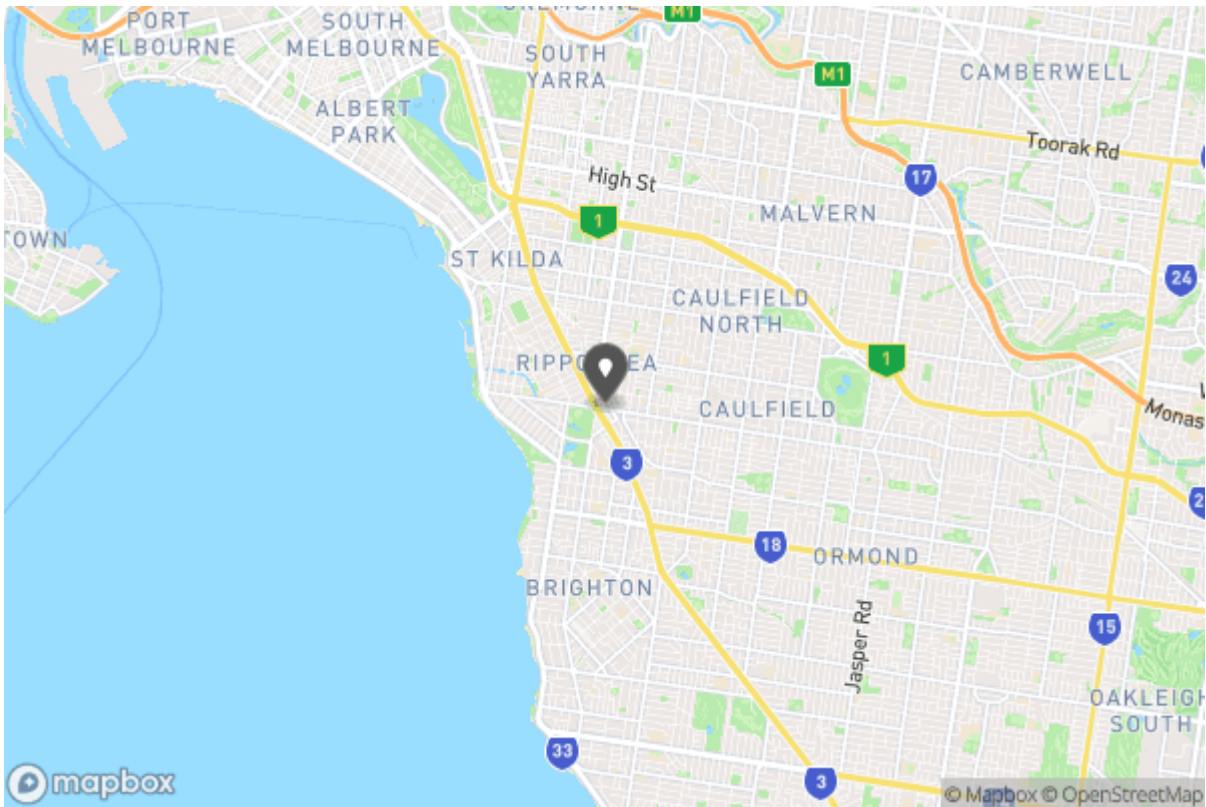 PORT
MELBOURNE
SOUTH
MELBOURNE
M1
SOUTH
YARRA
M1
CAMBERWELL
ALBERT
PARK
Toorak Rd
High St
17
MALVERN
1
TOWN
ST KILDA
24
CAULFIELD
NORTH
1
CAULFIELD
Monas
3
18
ORMOND
BRIGHTON
15
Jasper Rd
OAKLEIGH
SOUTH
33
3
mapbox
© Mapbox © OpenStreetMap